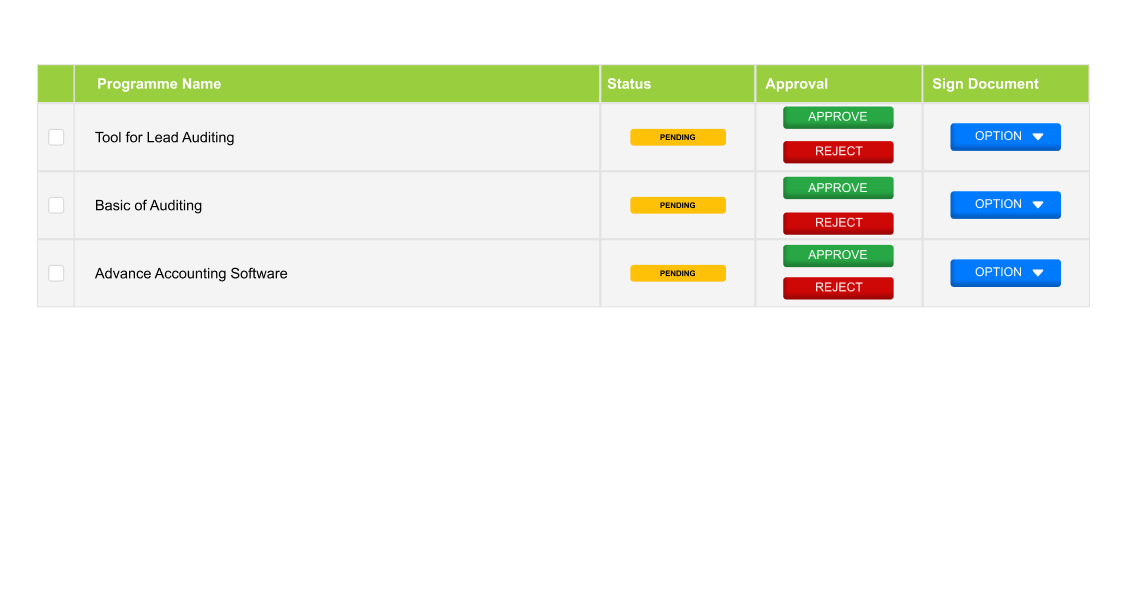 Programme Name Status Approval Sign Document
Tool for Lead Auditing PENDING APPROVE REJECT OPTION
Basic of Auditing PENDING APPROVE REJECT OPTION
Advance Accounting Software PENDING APPROVE REJECT OPTION